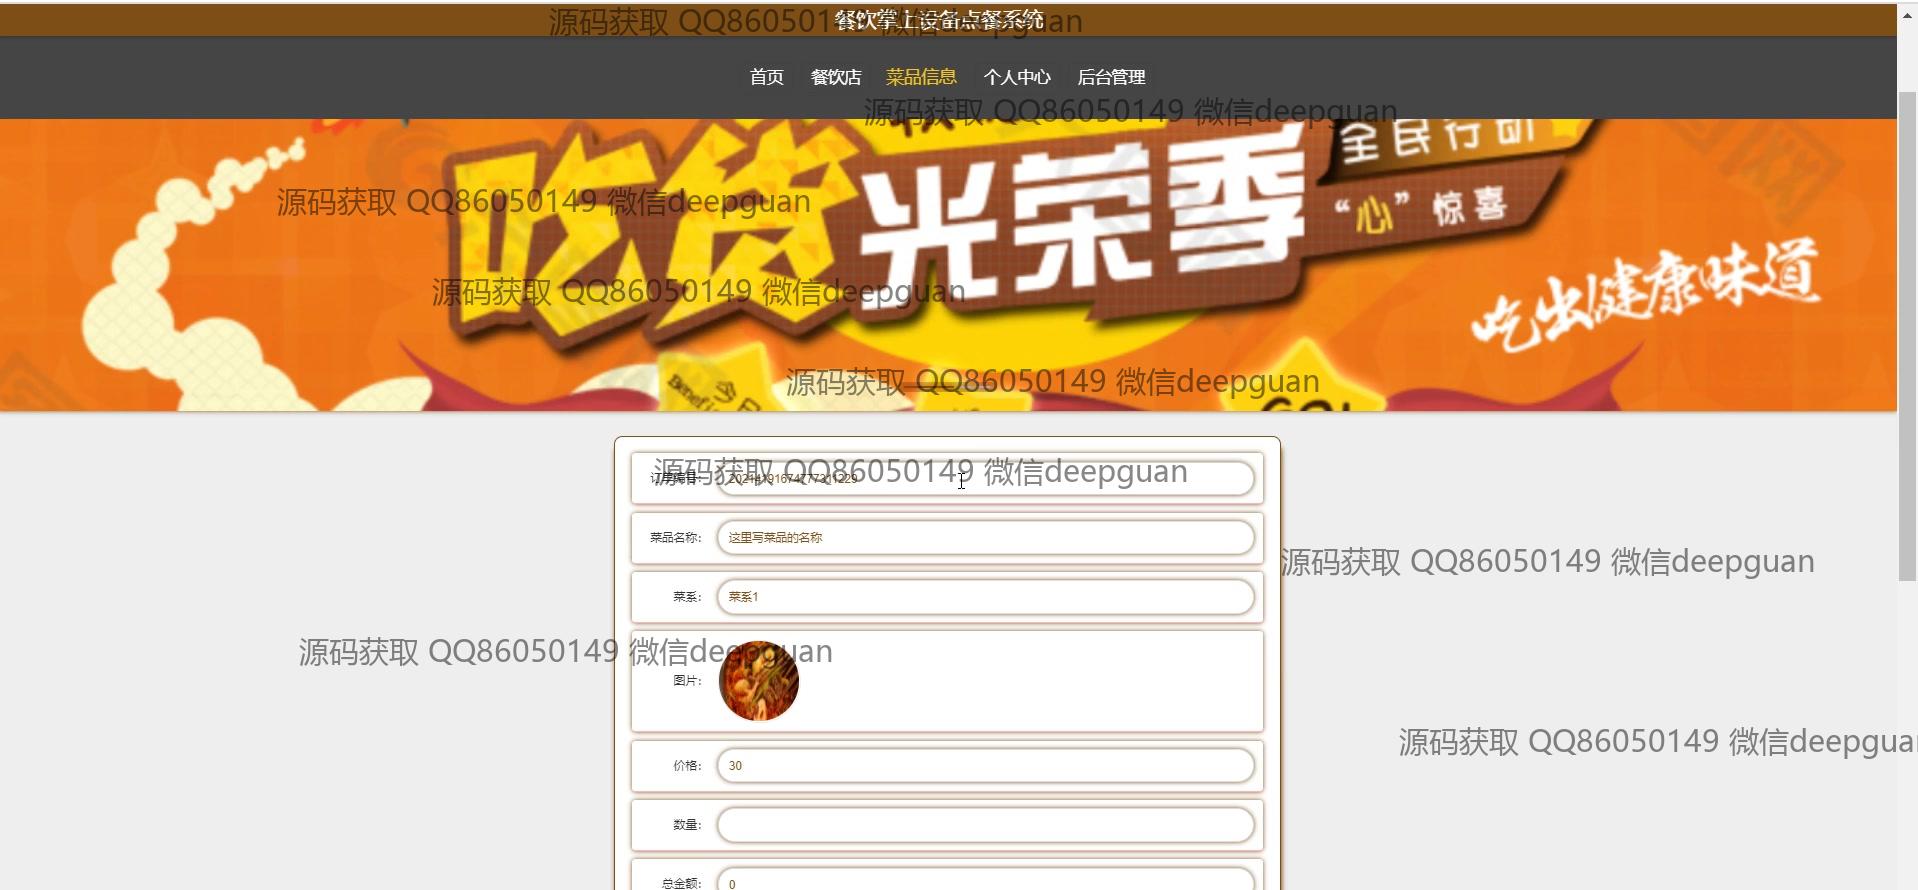 餐饮掌上设备点餐系统
源码获取 QQ86050149 微信deepguan
首页 餐饮店 菜品信息 个人中心 后台管理
源码获取 QQ86050149 微信deepguan
全民行动
吃货光荣季
“心”惊喜
源码获取 QQ86050149 微信deepguan
吃出健康味道
源码获取 QQ86050149 微信deepguan
源码获取 QQ86050149 微信deepguan
今日
Benefit
GO!
订单编号: 20214191674777311229
源码获取 QQ86050149 微信deepguan
菜品名称: 这里写菜品的名称
源码获取 QQ86050149 微信deepguan
菜系: 菜系1
源码获取 QQ86050149 微信deepguan
图片:
源码获取 QQ86050149 微信deepgua
价格: 30
数量:
总金额: 0